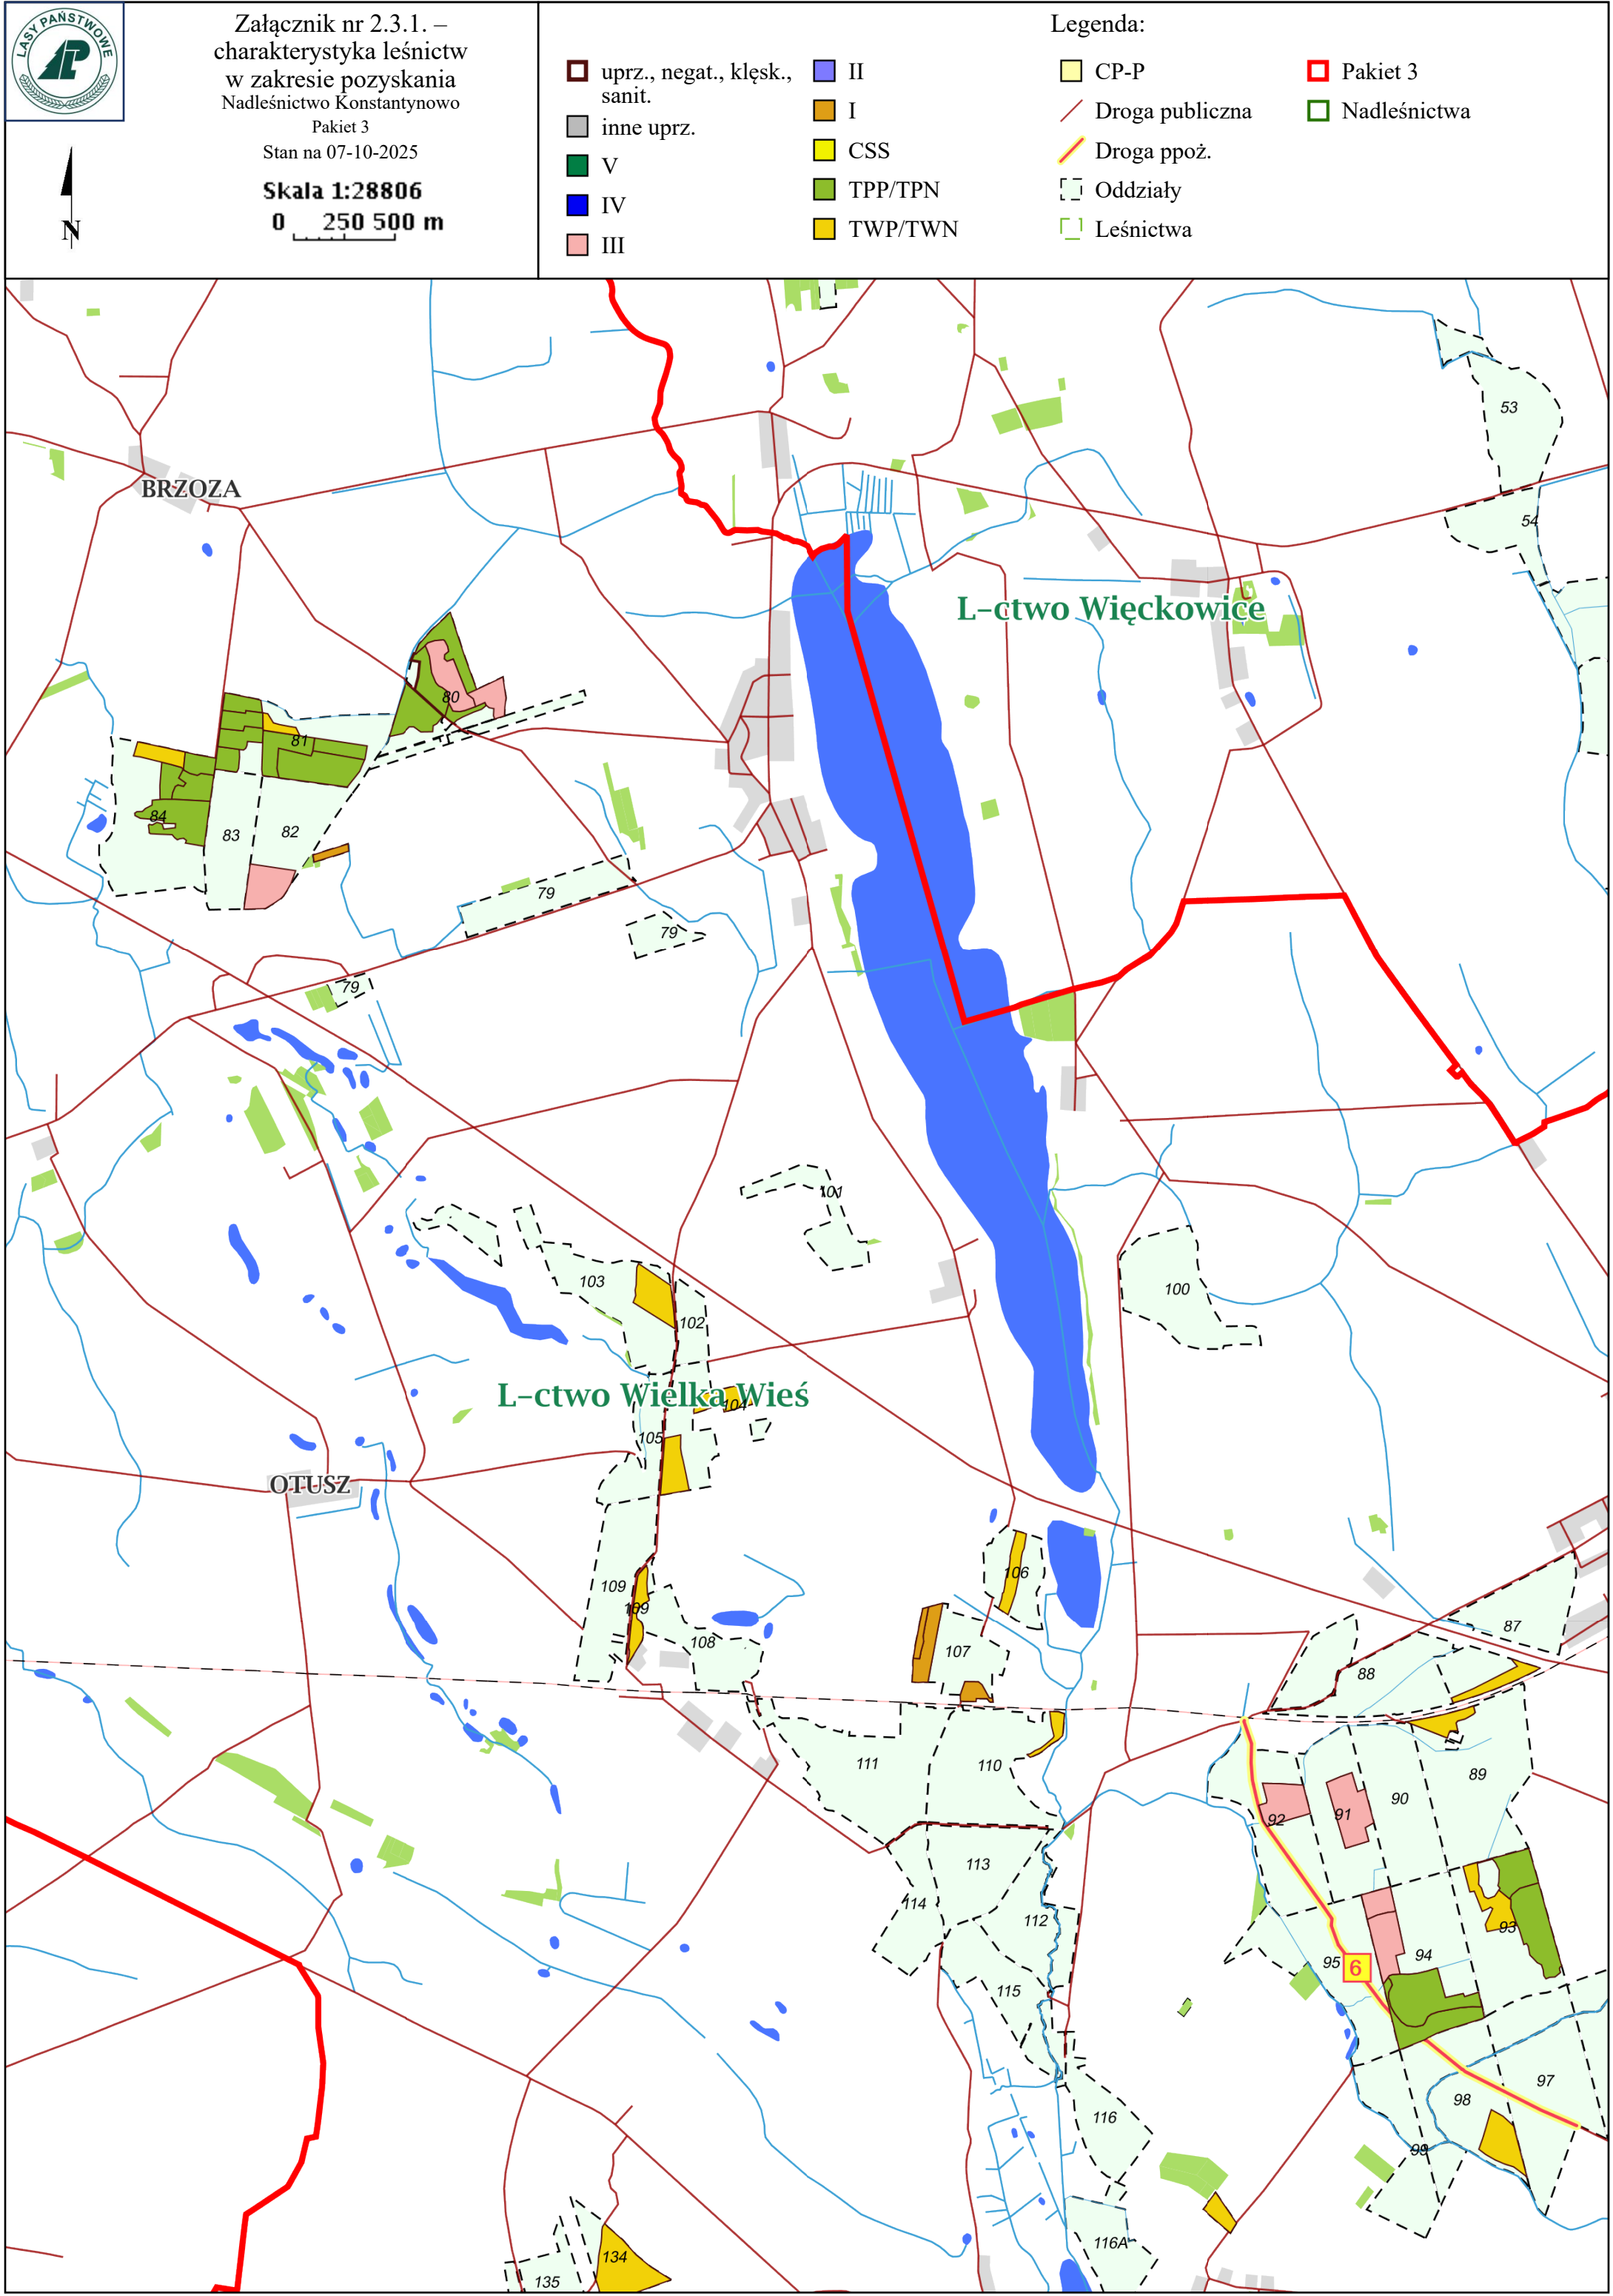 LASY PAŃSTWOWE
Załącznik nr 2.3.1. –
charakterystyka leśnictw
w zakresie pozyskania
Nadleśnictwo Konstantynowo
Pakiet 3
Stan na 07-10-2025
Skala 1:28806
0 250 500 m
N
Legenda:
uprz., negat., klęsk.,
sanit.
inne uprz.
V
IV
III
II
I
CSS
TPP/TPN
TWP/TWN
CP-P
Droga publiczna
Droga ppoż.
Oddziały
Leśnictwa
Pakiet 3
Nadleśnictwa
53
BRZOZA
54
L-ctwo Więckowice
80
81
84
83
82
79
79
79
101
103
100
102
L-ctwo Wielka Wieś
104
105
OTUSZ
106
109
109
108
107
87
88
111
110
89
90
92
91
113
114
112
93
94
95
6
115
97
98
116
99
116A
134
135